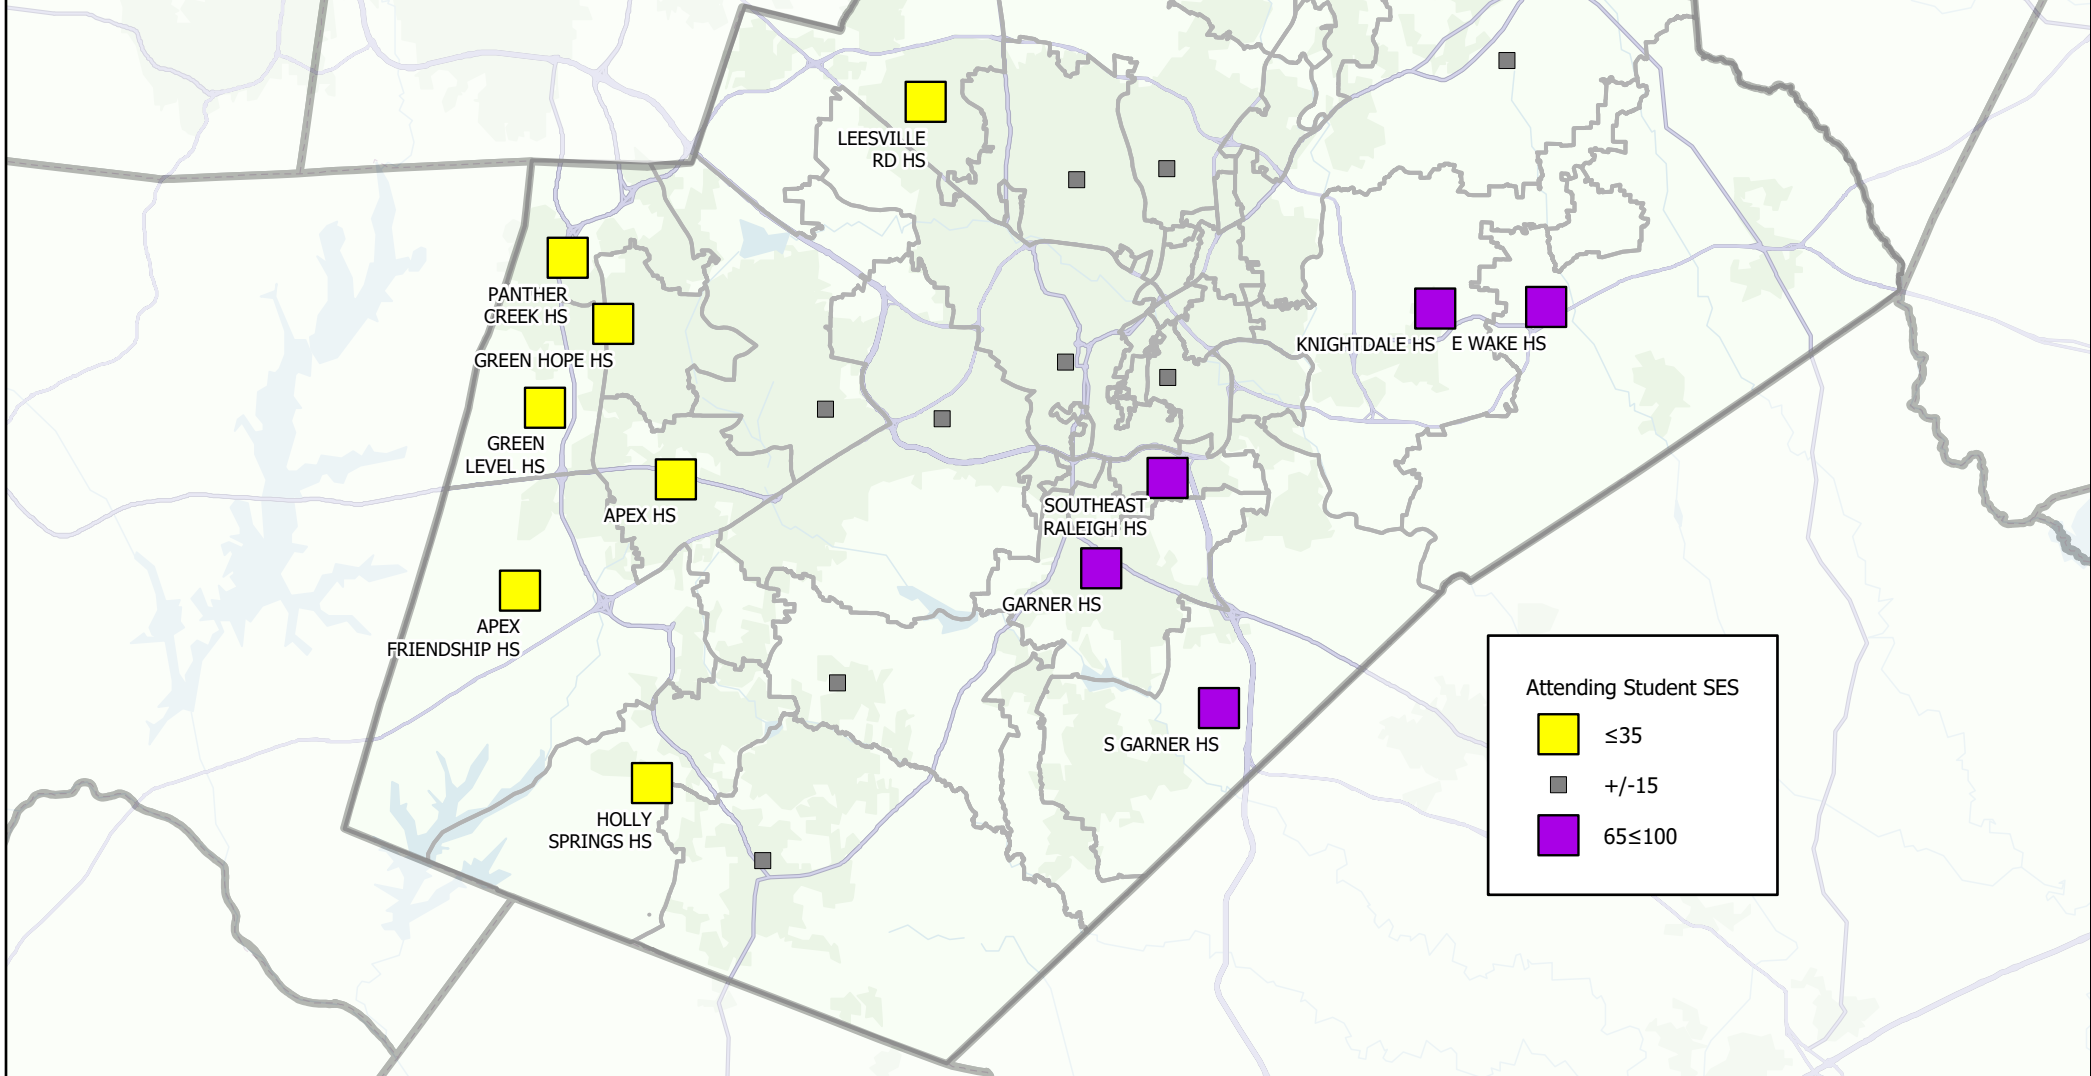 LEESVILLE
RD HS
PANTHER
CREEK HS
GREEN HOPE HS
KNIGHTDALE HS
E WAKE HS
GREEN
LEVEL HS
APEX HS
SOUTHEAST
RALEIGH HS
GARNER HS
APEX
FRIENDSHIP HS
S GARNER HS
HOLLY
SPRINGS HS
Attending Student SES
≤35
+/-15
65≤100